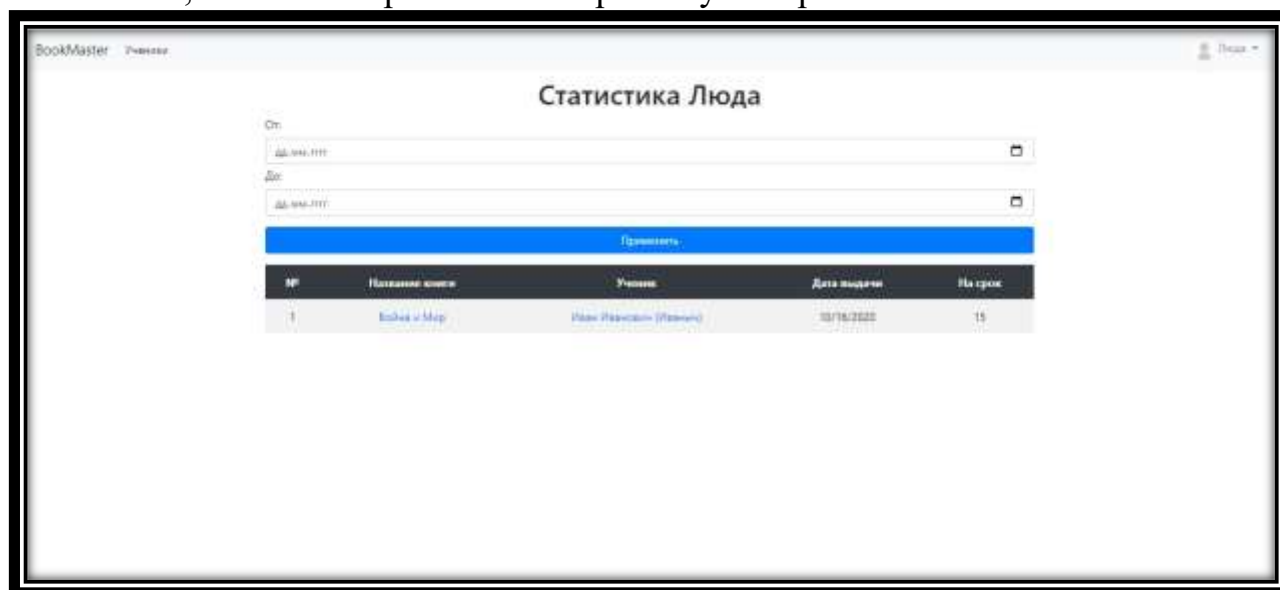 BookMaster Ученики
Люда
Статистика Люда
От:
дд.мм.гггг
До:
дд.мм.гггг
Применить
№ Название книги Ученик Дата выдачи На срок
1 Война и Мир Иван Иванович 10/16/2020 15